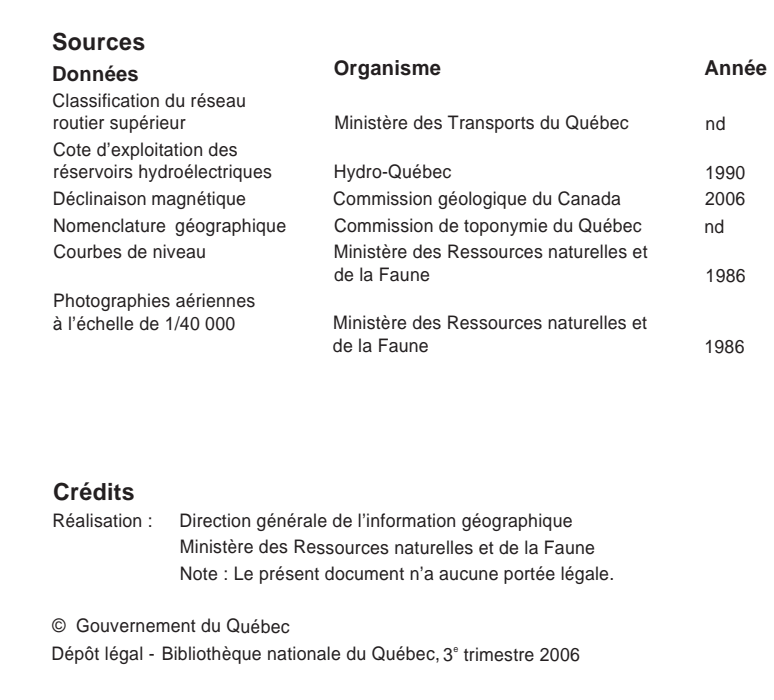 Sources
Données Organisme Année
Classification du réseau
routier supérieur Ministère des Transports du Québec nd
Cote d'exploitation des
réservoirs hydroélectriques Hydro-Québec 1990
Déclinaison magnétique Commission géologique du Canada 2006
Nomenclature géographique Commission de toponymie du Québec nd
Courbes de niveau Ministère des Ressources naturelles et
de la Faune 1986
Photographies aériennes
à l'échelle de 1/40 000 Ministère des Ressources naturelles et
de la Faune 1986
Crédits
Réalisation : Direction générale de l'information géographique
Ministère des Ressources naturelles et de la Faune
Note : Le présent document n'a aucune portée légale.
© Gouvernement du Québec
Dépôt légal - Bibliothèque nationale du Québec, 3e trimestre 2006